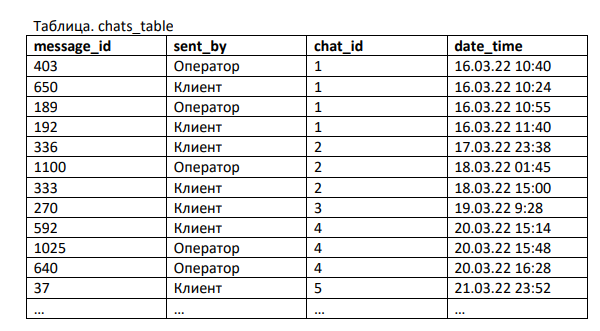 Таблица. chats_table
message_id sent_by chat_id date_time
403 Оператор 1 16.03.22 10:40
650 Клиент 1 16.03.22 10:24
189 Оператор 1 16.03.22 10:55
192 Клиент 1 16.03.22 11:40
336 Клиент 2 17.03.22 23:38
1100 Оператор 2 18.03.22 01:45
333 Клиент 2 18.03.22 15:00
270 Клиент 3 19.03.22 9:28
592 Клиент 4 20.03.22 15:14
1025 Оператор 4 20.03.22 15:48
640 Оператор 4 20.03.22 16:28
37 Клиент 5 21.03.22 23:52
... ... ... ...